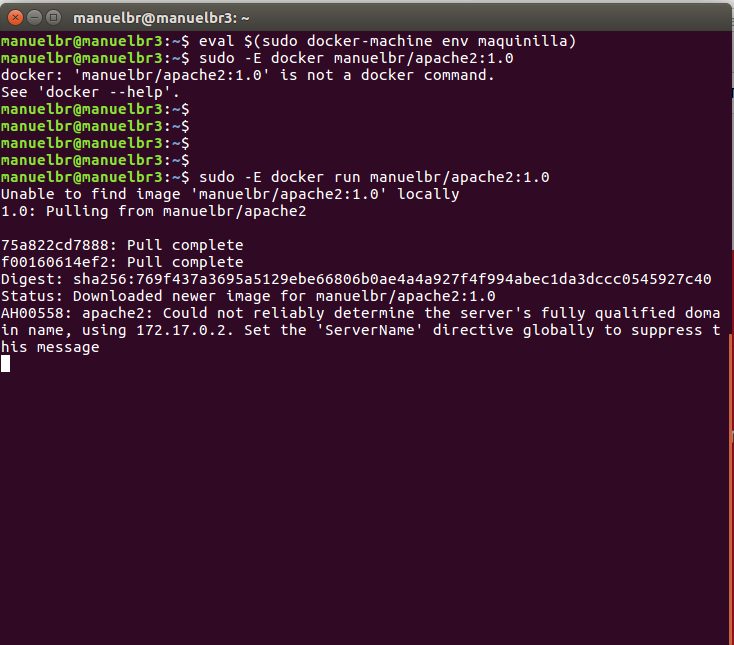 manuelbr@manuelbr3: ~
manuelbr@manuelbr3:~$ eval $(sudo docker-machine env maquinilla)
manuelbr@manuelbr3:~$ sudo -E docker manuelbr/apache2:1.0
docker: 'manuelbr/apache2:1.0' is not a docker command.
See 'docker --help'.
manuelbr@manuelbr3:~$
manuelbr@manuelbr3:~$
manuelbr@manuelbr3:~$
manuelbr@manuelbr3:~$
manuelbr@manuelbr3:~$ sudo -E docker run manuelbr/apache2:1.0
Unable to find image 'manuelbr/apache2:1.0' locally
1.0: Pulling from manuelbr/apache2
75a822cd7888: Pull complete
f00160614ef2: Pull complete
Digest: sha256:769f437a3695a5129ebe66806b0ae4a4a927f4f994abec1da3dccc0545927c40
Status: Downloaded newer image for manuelbr/apache2:1.0
AH00558: apache2: Could not reliably determine the server's fully qualified doma
in name, using 172.17.0.2. Set the 'ServerName' directive globally to suppress t
his message